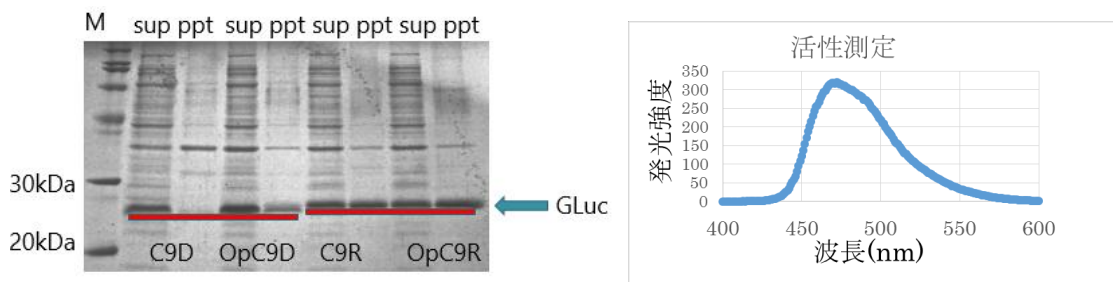 M sup ppt sup ppt sup ppt sup ppt
30kDa
20kDa
C9D OpC9D C9R OpC9R
GLuc
活性測定
発光強度
350
300
250
200
150
100
50
0
400 450 500 550 600
波長(nm)